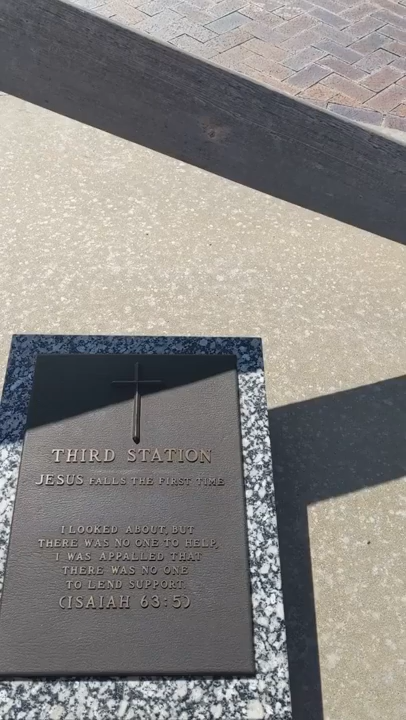 THIRD STATION
JESUS FALLS THE FIRST TIME
I LOOKED ABOUT, BUT
THERE WAS NO ONE TO HELP,
I WAS APPALLED THAT
THERE WAS NO ONE
TO LEND SUPPORT.
(ISAIAH 63:5)